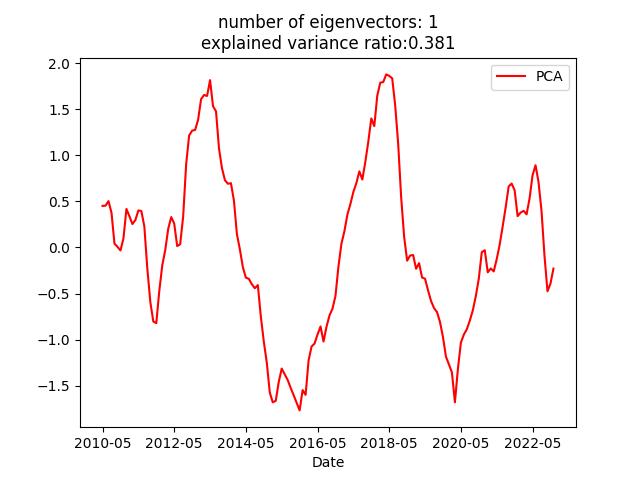 number of eigenvectors: 1
explained variance ratio:0.381
PCA
2.0
1.5
1.0
0.5
0.0
−0.5
−1.0
−1.5
2010-05 2012-05 2014-05 2016-05 2018-05 2020-05 2022-05
Date